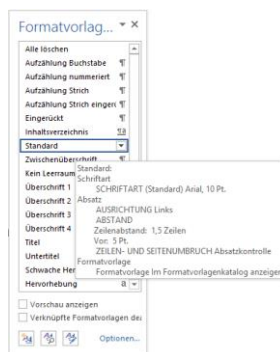 Formatvorlag...
Alle löschen
Aufzählung Buchstabe
Aufzählung nummeriert
Aufzählung Strich
Aufzählung Strich eingerü
Eingerückt
Inhaltsverzeichnis
Standard
Zwischenüberschrift
Kein Leerraum
Überschrift 1
Überschrift 2
Überschrift 3
Überschrift 4
Titel
Untertitel
Schwache Her
Hervorhebung a
Standard:
Schriftart
SCHRIFTART (Standard) Arial, 10 Pt.
Absatz
AUSRICHTUNG Links
ABSTAND
Zeilenabstand: 1,5 Zeilen
Vor: 5 Pt.
ZEILEN- UND SEITENUMBRUCH Absatzkontrolle
Formatvorlage
Formatvorlage Im Formatvorlagenkatalog anzeigen
Vorschau anzeigen
Verknüpfte Formatvorlagen dea
Optionen...